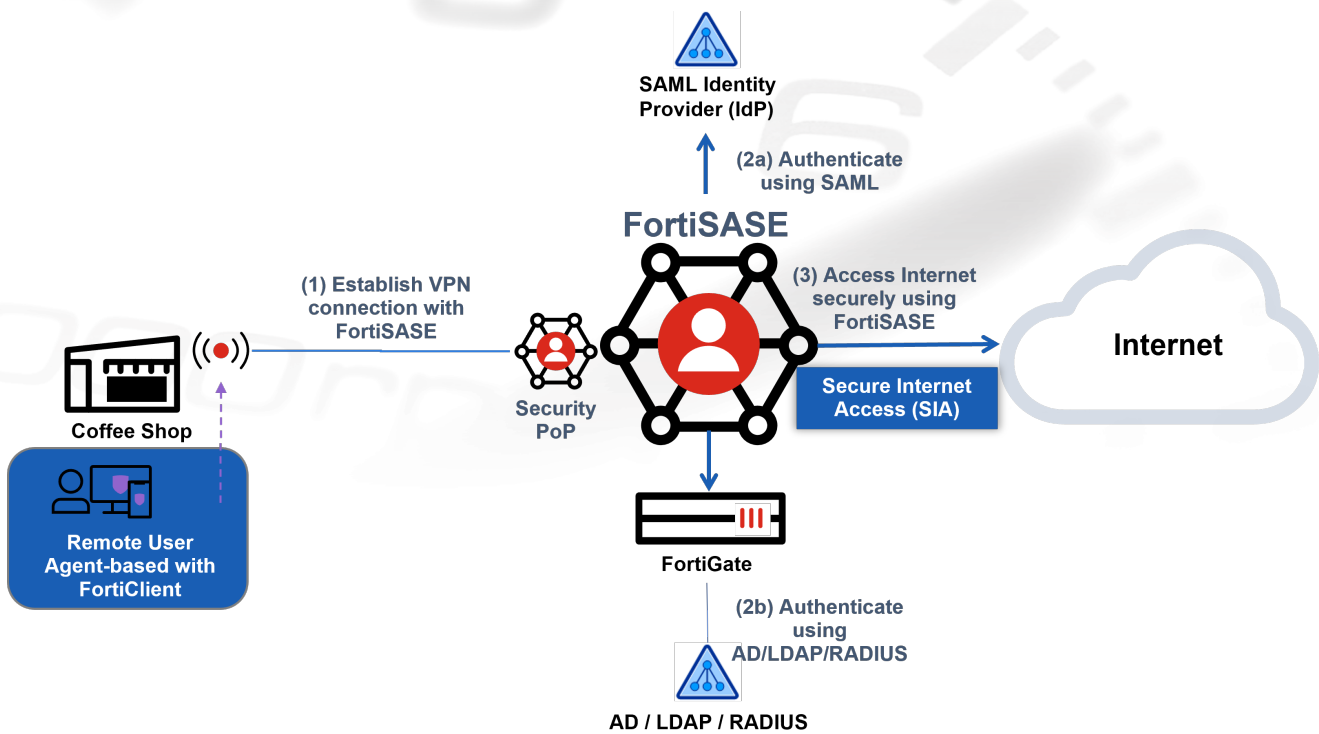 SAML Identity
Provider (IdP)
(2a) Authenticate
using SAML
FortiSASE
(1) Establish VPN
connection with
FortiSASE
(3) Access Internet
securely using
FortiSASE
Internet
Secure Internet
Access (SIA)
Security
PoP
Coffee Shop
Remote User
Agent-based with
FortiClient
FortiGate
(2b) Authenticate
using
AD/LDAP/RADIUS
AD / LDAP / RADIUS